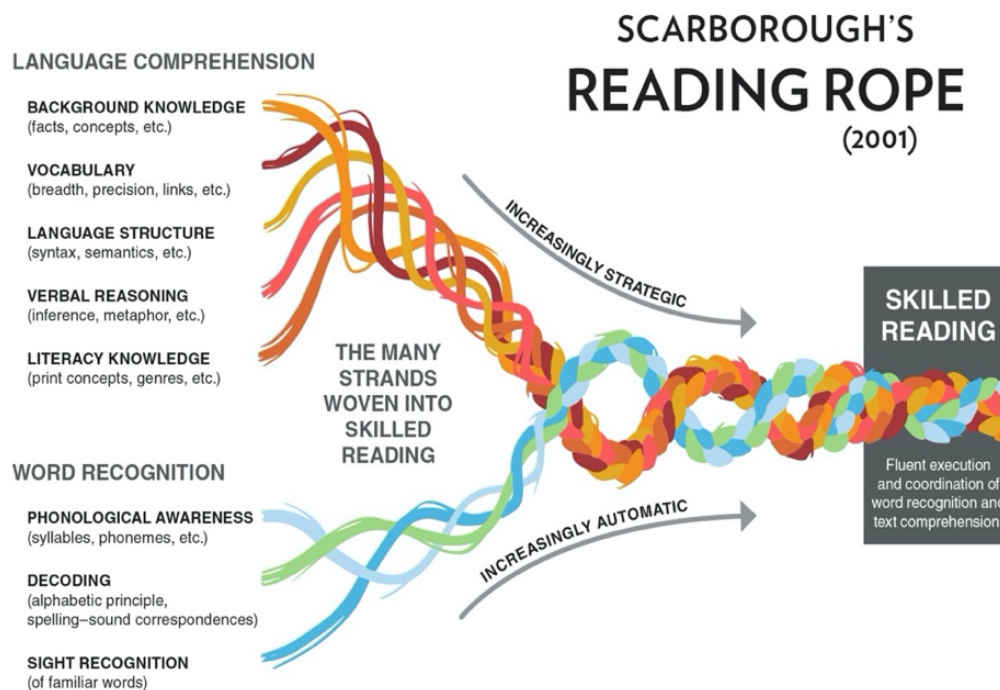 SCARBOROUGH'S
READING ROPE
(2001)
LANGUAGE COMPREHENSION
BACKGROUND KNOWLEDGE
(facts, concepts, etc.)
VOCABULARY
(breadth, precision, links, etc.)
LANGUAGE STRUCTURE
(syntax, semantics, etc.)
VERBAL REASONING
(inference, metaphor, etc.)
LITERACY KNOWLEDGE
(print concepts, genres, etc.)
WORD RECOGNITION
PHONOLOGICAL AWARENESS
(syllables, phonemes, etc.)
DECODING
(alphabetic principle,
spelling–sound correspondences)
SIGHT RECOGNITION
(of familiar words)
THE MANY
STRANDS
WOVEN INTO
SKILLED
READING
INCREASINGLY STRATEGIC
INCREASINGLY AUTOMATIC
SKILLED
READING
Fluent execution
and coordination of
word recognition and
text comprehension